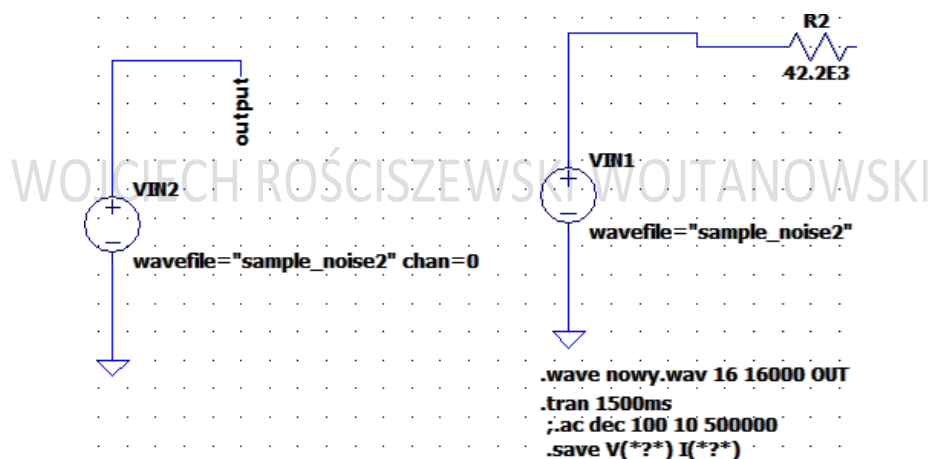 R2
42.2E3
output
VIN1
WOJCIECH ROŚCISZEWSKI WOJTANOWSKI
VIN2
wavefile="sample_noise2"
wavefile="sample_noise2" chan=0
.wave nowy.wav 16 16000 OUT
.tran 1500ms
;.ac dec 100 10 500000
.save V(*?*) I(*?*)